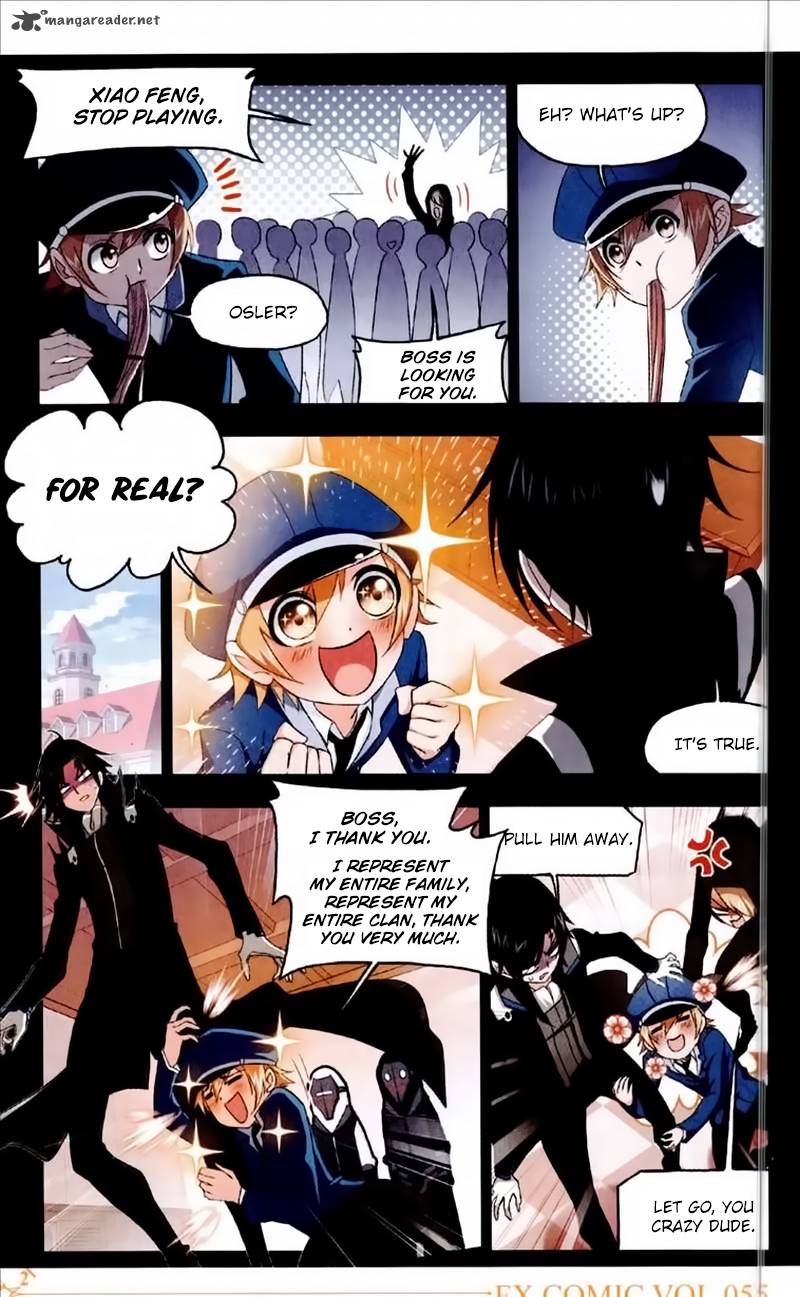 mangareader.net
XIAO FENG,
STOP PLAYING.
OSLER?
BOSS IS
LOOKING
FOR YOU.
EH? WHAT'S UP?
FOR REAL?
IT'S TRUE.
BOSS,
I THANK YOU.
I REPRESENT
MY ENTIRE FAMILY,
REPRESENT MY
ENTIRE CLAN, THANK
YOU VERY MUCH.
PULL HIM AWAY.
LET GO, YOU
CRAZY DUDE.
2
EX COMIC VOL 055